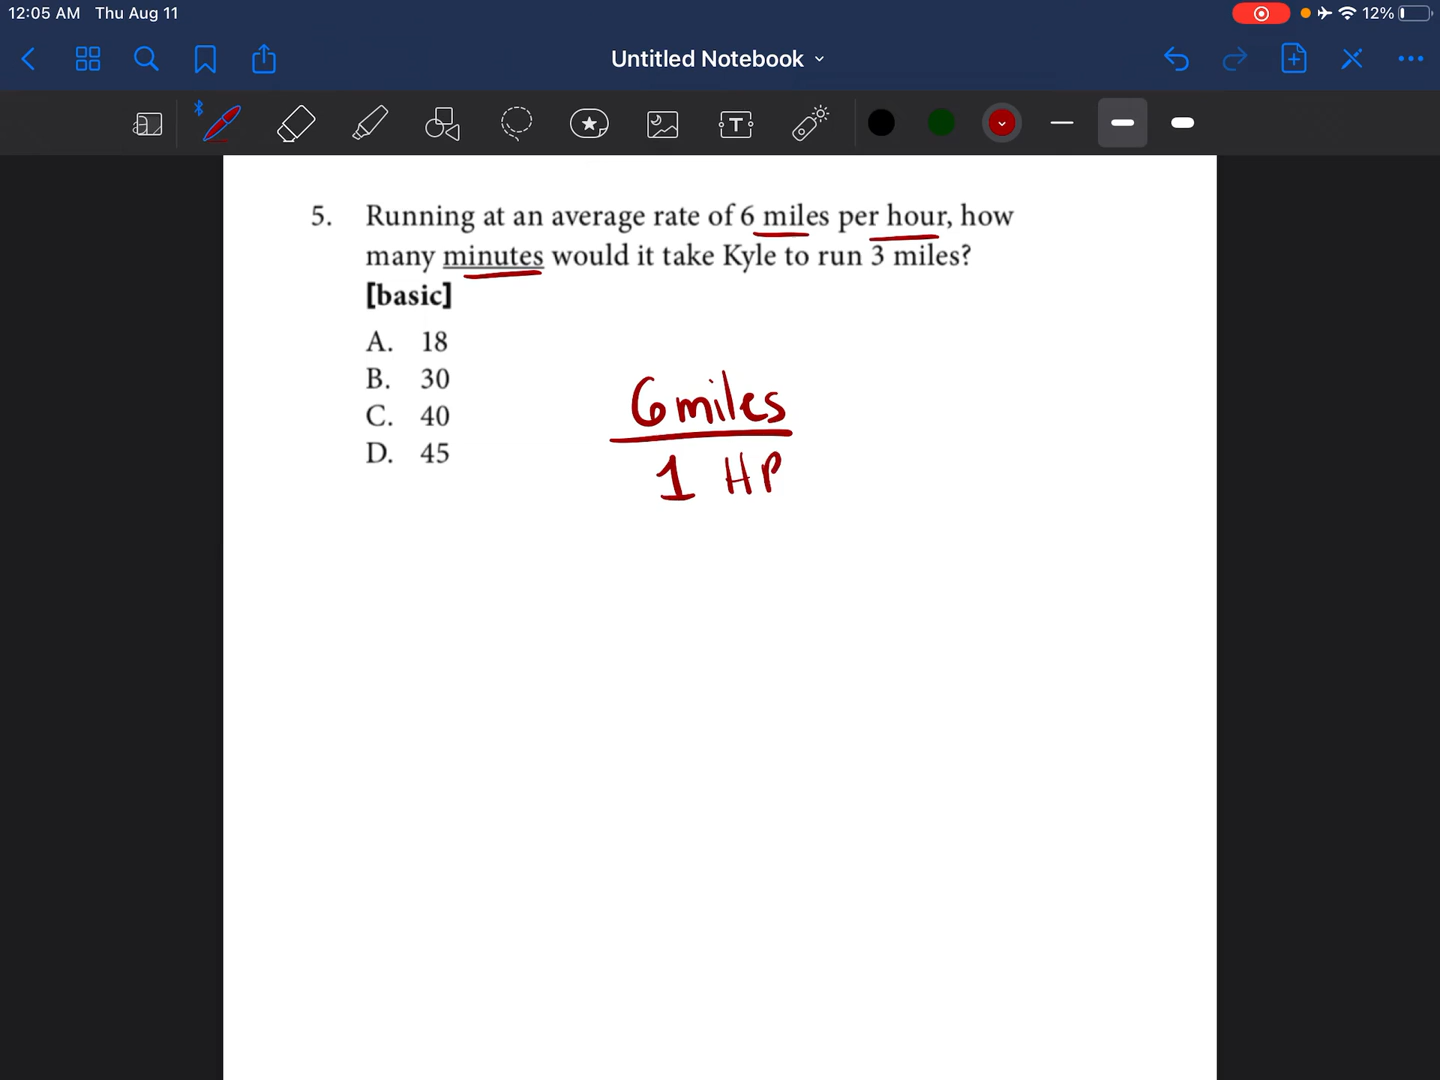 12:05 AM Thu Aug 11
12%
Untitled Notebook
T
5. Running at an average rate of 6 miles per hour, how
many minutes would it take Kyle to run 3 miles?
[basic]
A. 18
B. 30
C. 40
D. 45
6 miles
1 HP